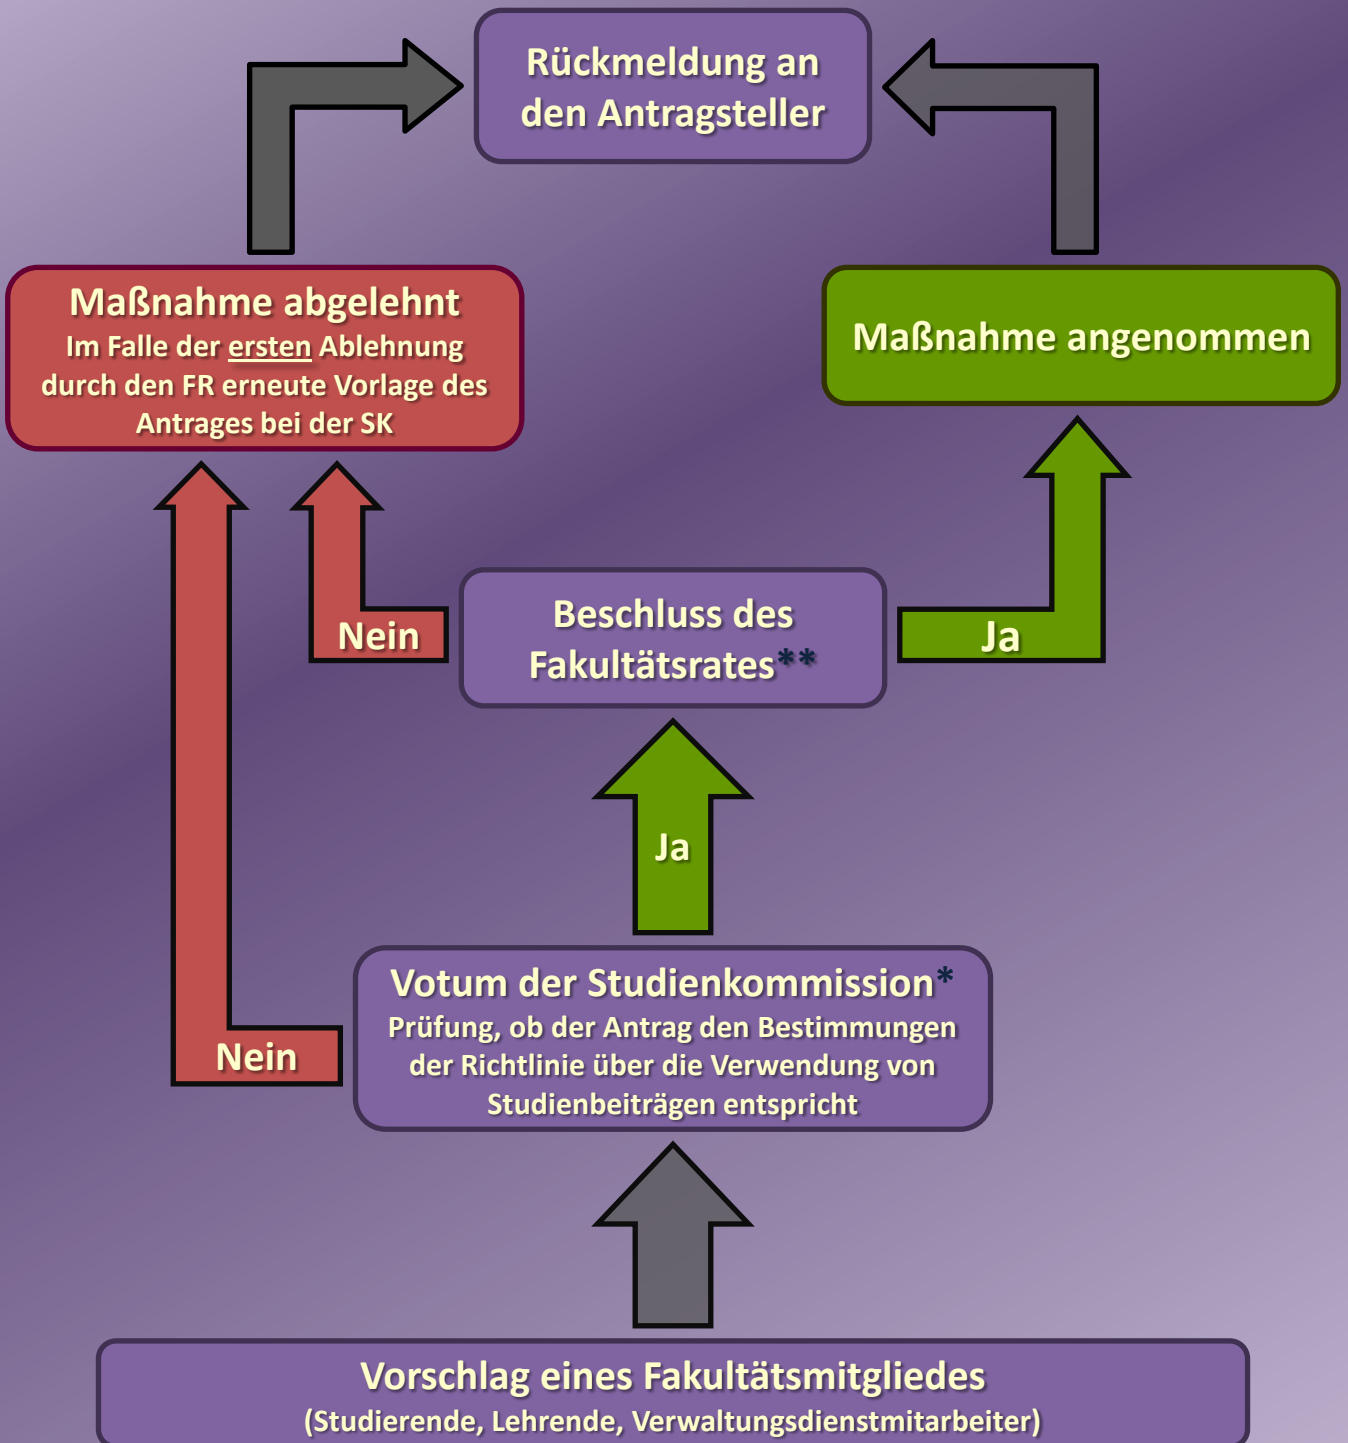 Rückmeldung an
den Antragsteller
Maßnahme abgelehnt
Im Falle der ersten Ablehnung
durch den FR erneute Vorlage des
Antrages bei der SK
Maßnahme angenommen
Nein
Beschluss des
Fakultätsrates**
Ja
Ja
Votum der Studienkommission*
Prüfung, ob der Antrag den Bestimmungen
der Richtlinie über die Verwendung von
Studienbeiträgen entspricht
Nein
Vorschlag eines Fakultätsmitgliedes
(Studierende, Lehrende, Verwaltungsdienstmitarbeiter)